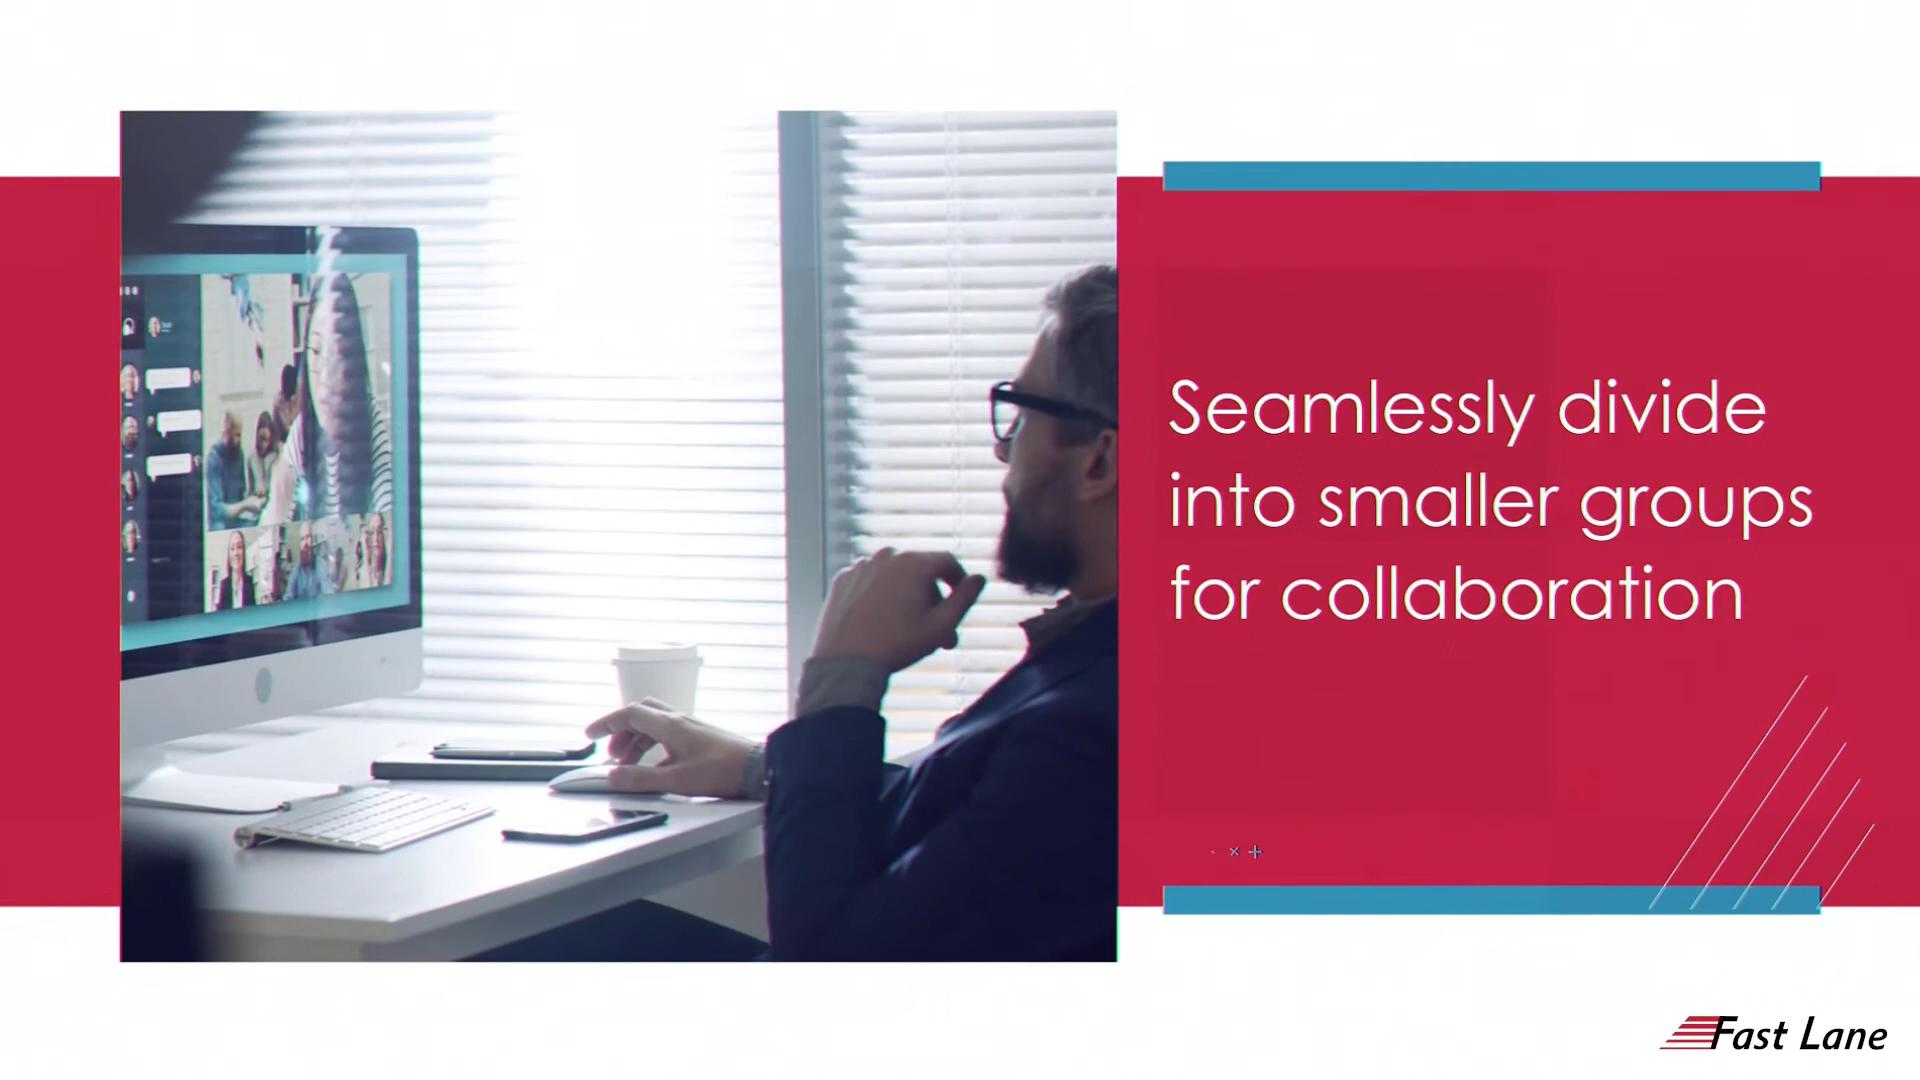 Seamlessly divide
into smaller groups
for collaboration
Fast Lane